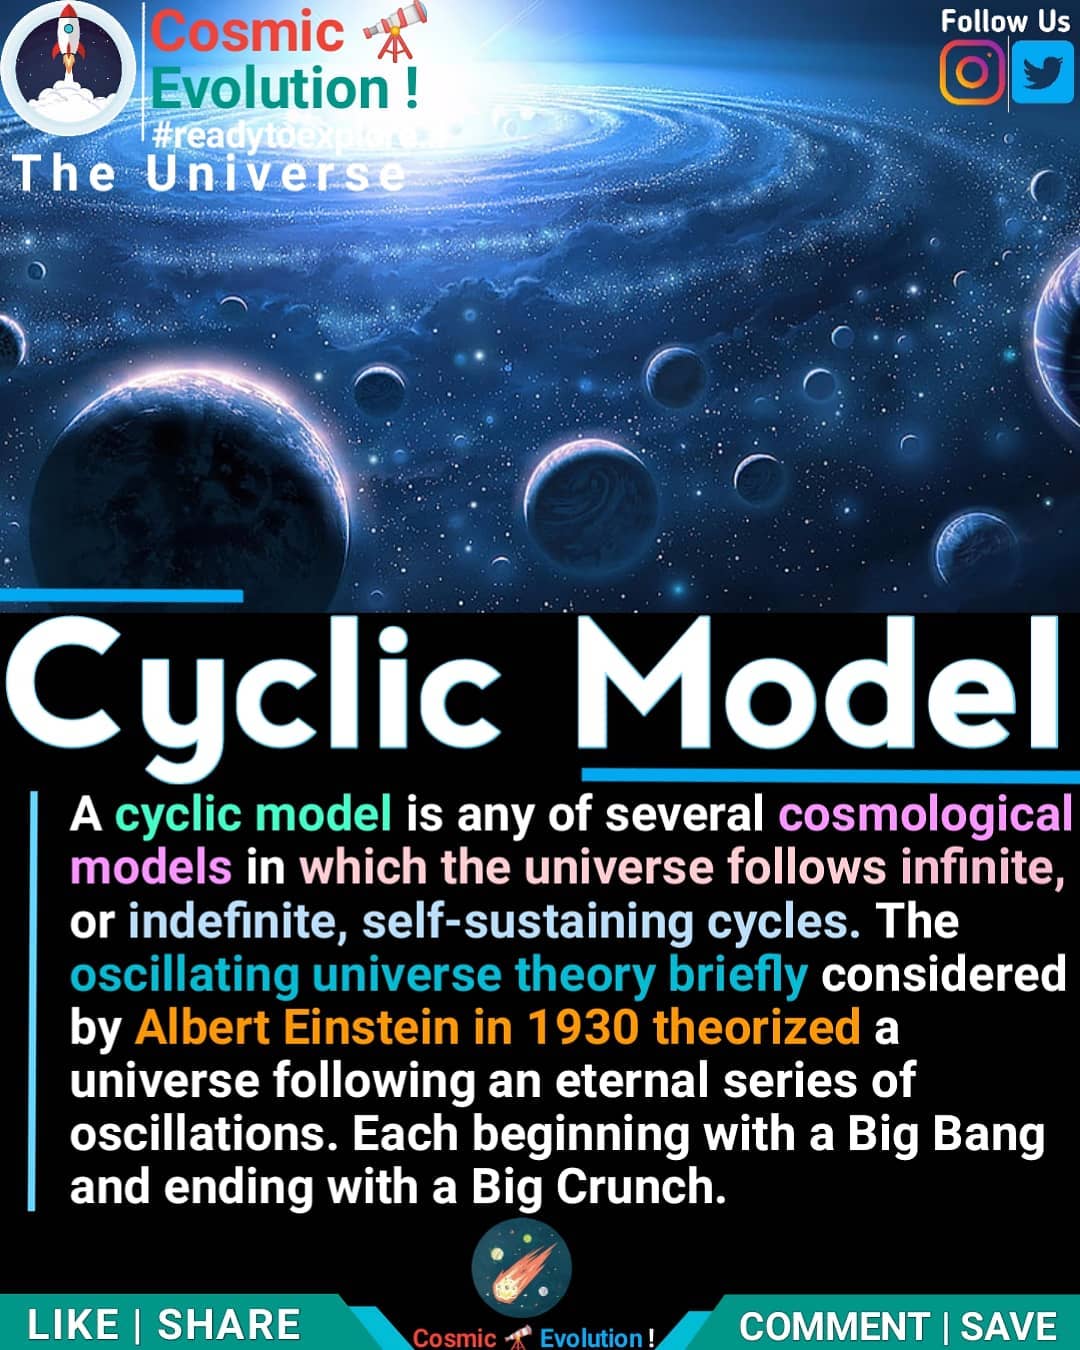 Cosmic
Evolution !
#readytoexplore
The Universe
Follow Us
Cyclic Model
A cyclic model is any of several cosmological
models in which the universe follows infinite,
or indefinite, self-sustaining cycles. The
oscillating universe theory briefly considered
by Albert Einstein in 1930 theorized a
universe following an eternal series of
oscillations. Each beginning with a Big Bang
and ending with a Big Crunch.
LIKE | SHARE
Cosmic Evolution !
COMMENT | SAVE